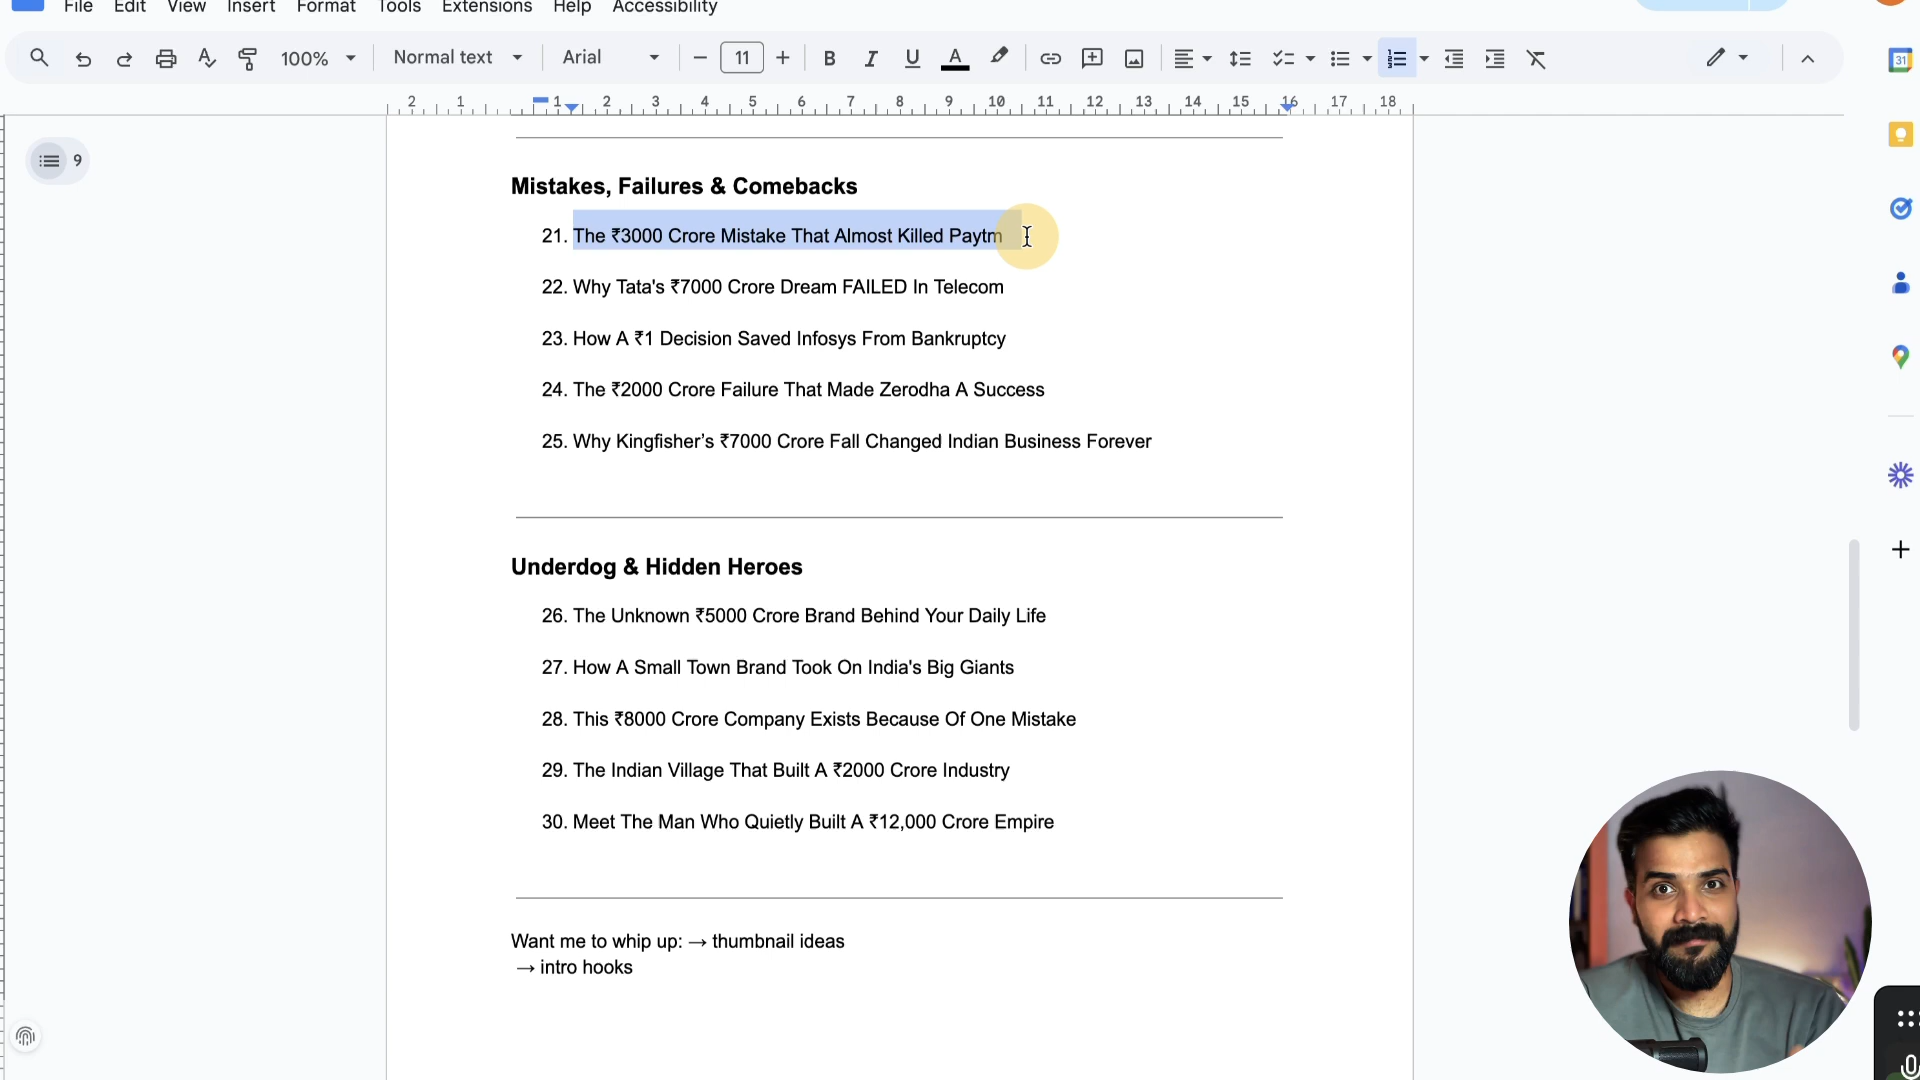 File Edit View Insert Format Tools Extensions Help Accessibility
100% Normal text Arial 11 B I U A
2 1 1 2 3 4 5 6 7 8 9 10 11 12 13 14 15 16 17 18
31
9
Mistakes, Failures & Comebacks
21. The ₹3000 Crore Mistake That Almost Killed Paytm
22. Why Tata's ₹7000 Crore Dream FAILED In Telecom
23. How A ₹1 Decision Saved Infosys From Bankruptcy
24. The ₹2000 Crore Failure That Made Zerodha A Success
25. Why Kingfisher’s ₹7000 Crore Fall Changed Indian Business Forever
Underdog & Hidden Heroes
26. The Unknown ₹5000 Crore Brand Behind Your Daily Life
27. How A Small Town Brand Took On India's Big Giants
28. This ₹8000 Crore Company Exists Because Of One Mistake
29. The Indian Village That Built A ₹2000 Crore Industry
30. Meet The Man Who Quietly Built A ₹12,000 Crore Empire
Want me to whip up: → thumbnail ideas
→ intro hooks